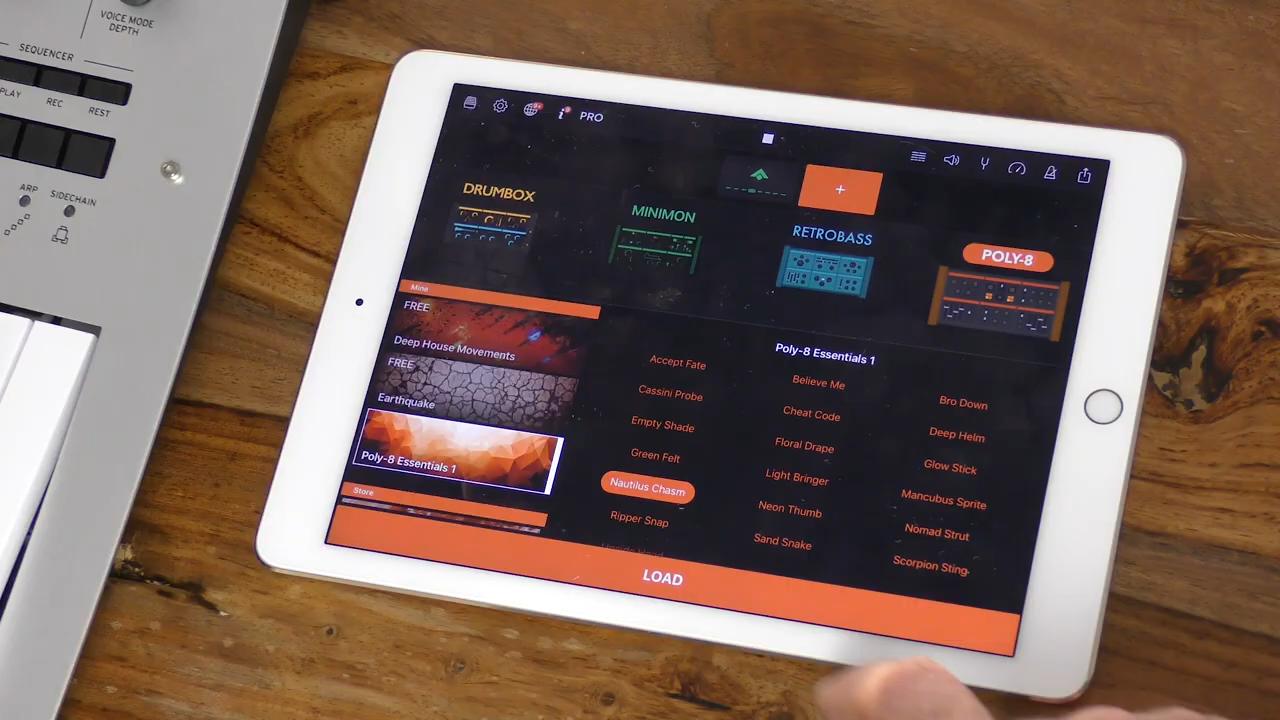 VOICE MODE
DEPTH
SEQUENCER
PLAY
REC
REST
ARP
SIDECHAIN
PRO
DRUMBOX
MINIMON
RETROBASS
POLY-8
Mine
FREE
Deep House Movements
FREE
Earthquake
Poly-8 Essentials 1
Store
Poly-8 Essentials 1
Accept Fate
Believe Me
Bro Down
Cassini Probe
Cheat Code
Deep Helm
Empty Shade
Floral Drape
Glow Stick
Green Felt
Light Bringer
Mancubus Sprite
Nautilus Chasm
Neon Thumb
Nomad Strut
Ripper Snap
Sand Snake
Scorpion Sting
LOAD